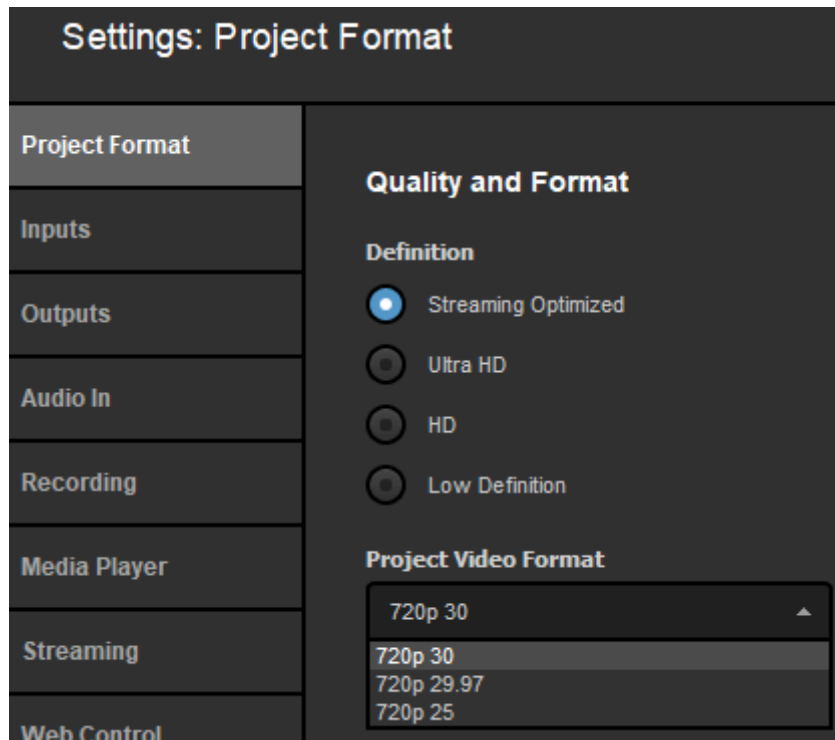 Settings: Project Format
Project Format
Inputs
Outputs
Audio In
Recording
Media Player
Streaming
Web Control
Quality and Format
Definition
Streaming Optimized
Ultra HD
HD
Low Definition
Project Video Format
720p 30
720p 30
720p 29.97
720p 25